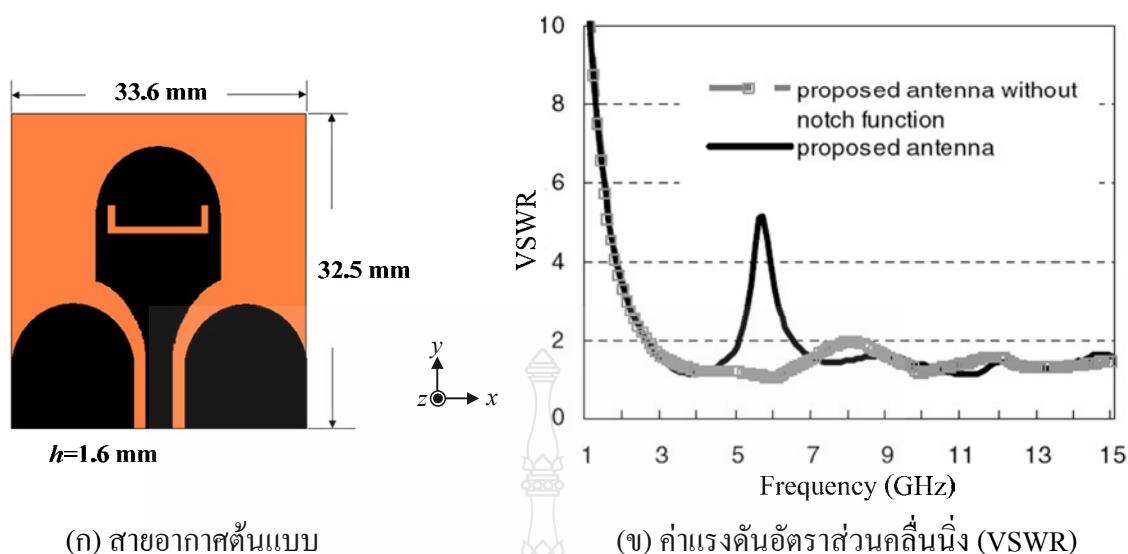 33.6 mm
32.5 mm
h=1.6 mm
y
z
x
(ก) สายอากาศต้นแบบ
VSWR
10
8
6
4
2
0
proposed antenna without
notch function
proposed antenna
1 3 5 7 9 11 13 15
Frequency (GHz)
(ข) ค่าแรงดันอัตราส่วนคลื่นนิ่ง (VSWR)